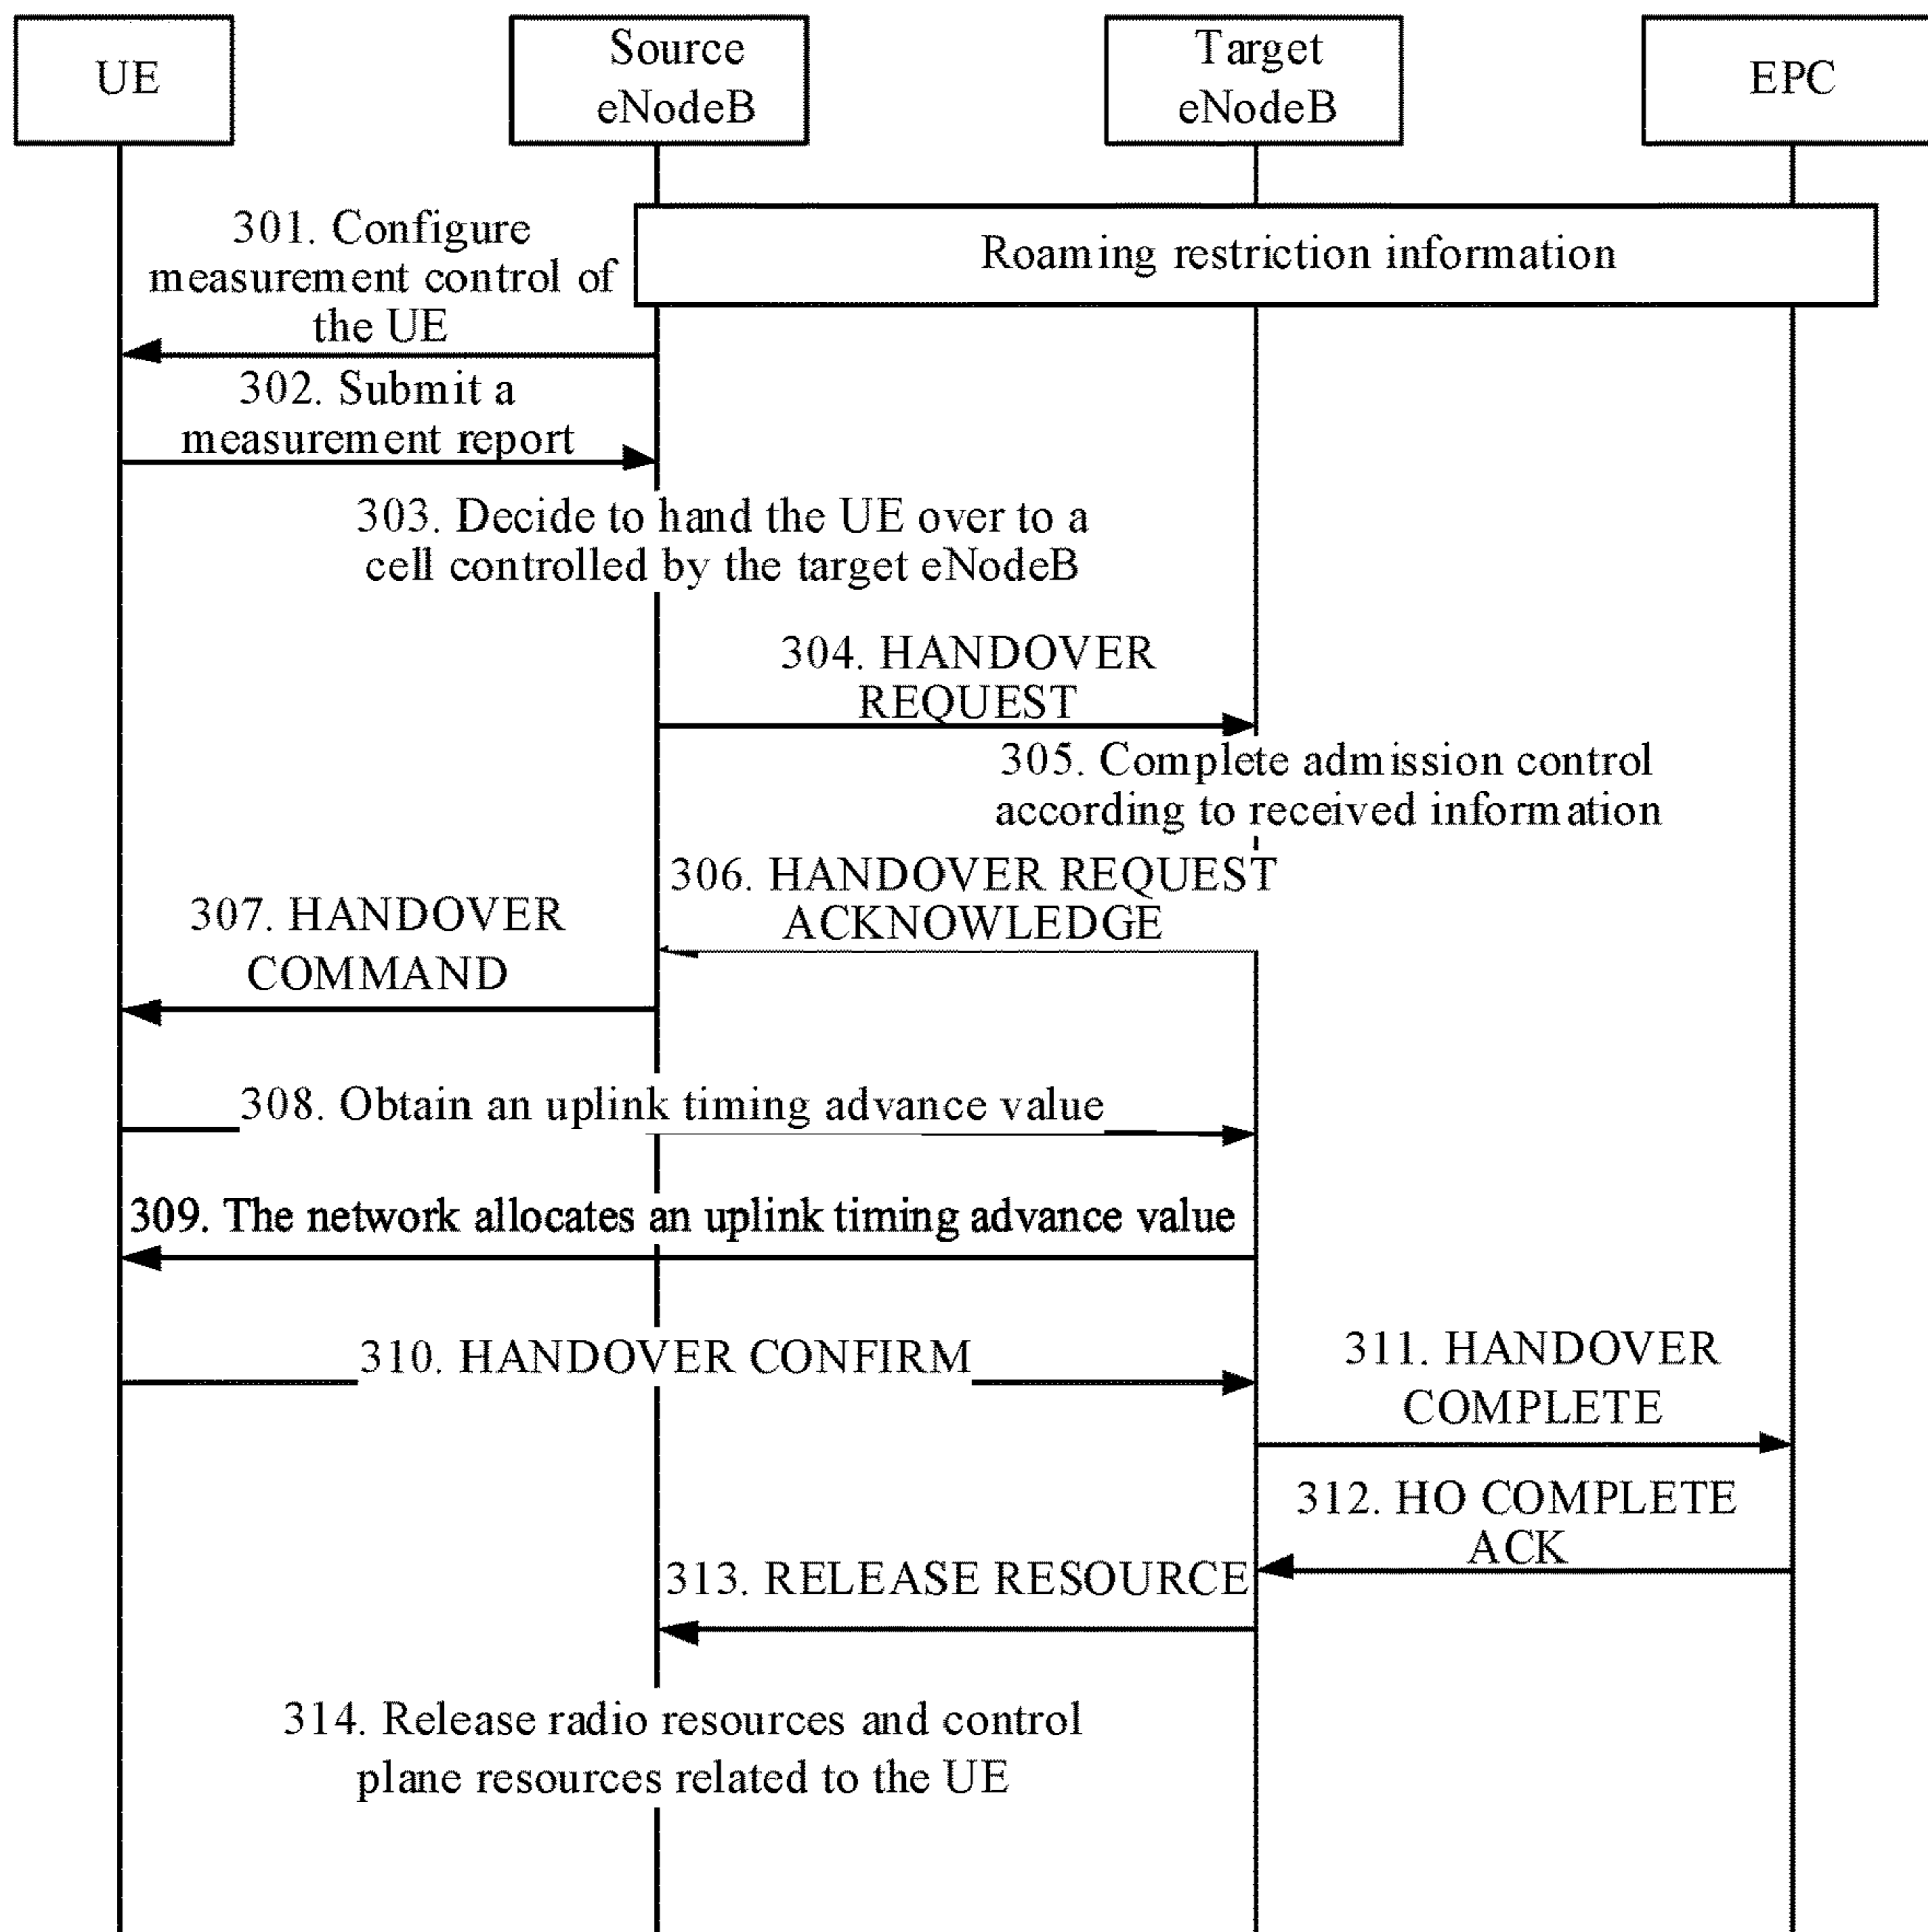 UE
Source
eNodeB
Target
eNodeB
EPC
Roaming restriction information
301. Configure
measurement control of
the UE
302. Submit a
measurement report
303. Decide to hand the UE over to a
cell controlled by the target eNodeB
304. HANDOVER
REQUEST
305. Complete admission control
according to received information
306. HANDOVER REQUEST
ACKNOWLEDGE
307. HANDOVER
COMMAND
308. Obtain an uplink timing advance value
309. The network allocates an uplink timing advance value
310. HANDOVER CONFIRM
311. HANDOVER
COMPLETE
312. HO COMPLETE
ACK
313. RELEASE RESOURCE
314. Release radio resources and control
plane resources related to the UE